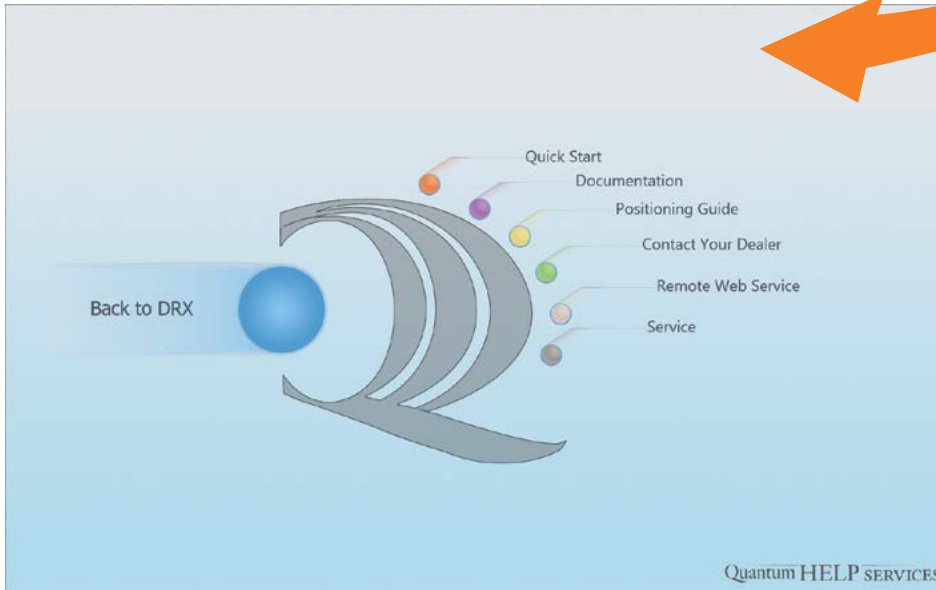 Quick Start
Documentation
Positioning Guide
Contact Your Dealer
Remote Web Service
Back to DRX
Service
Quantum HELP SERVICES